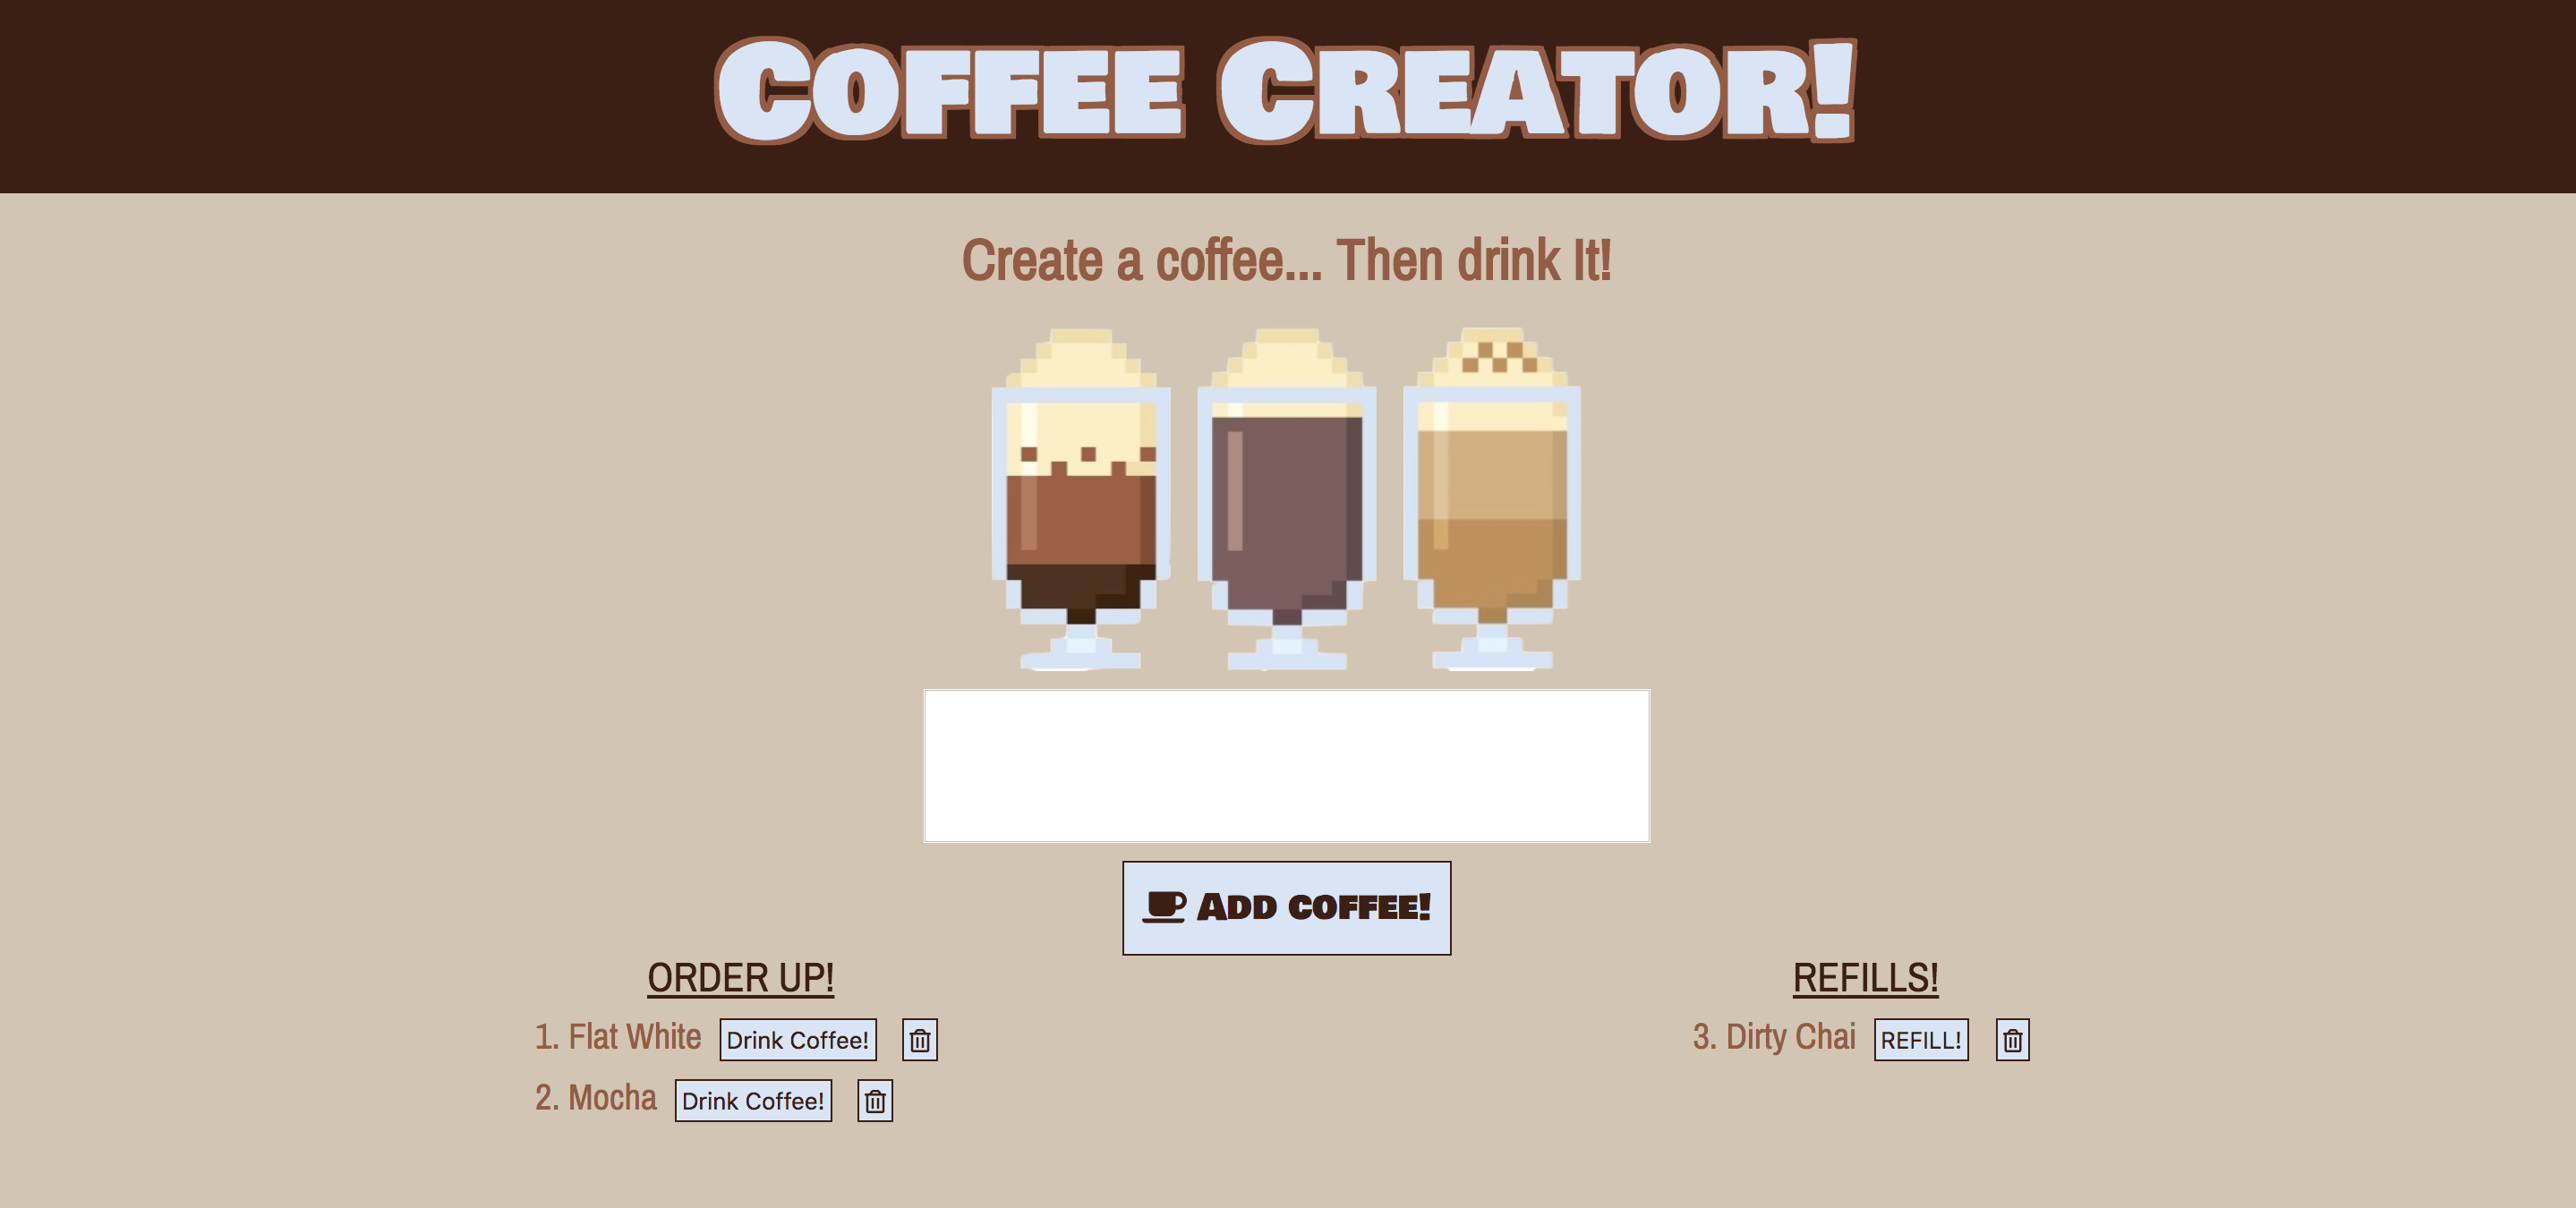 Coffee Creator!
Create a coffee... Then drink It!
Add coffee!
ORDER UP!
1. Flat White Drink Coffee!
2. Mocha Drink Coffee!
REFILLS!
3. Dirty Chai REFILL!